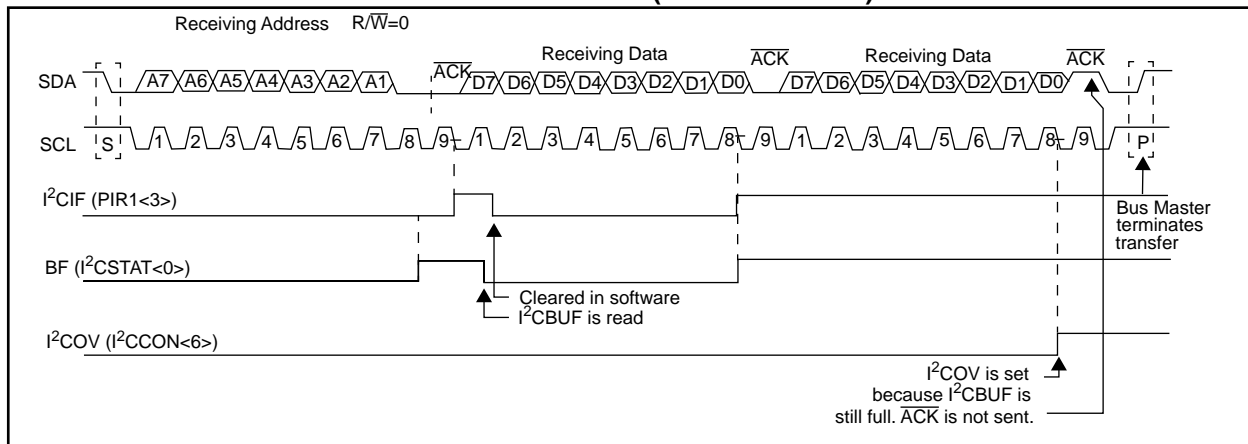 Receiving Address R/W̅=0
A̅C̅K̅ Receiving Data A̅C̅K̅ Receiving Data A̅C̅K̅
SDA A7 A6 A5 A4 A3 A2 A1 D7 D6 D5 D4 D3 D2 D1 D0 D7 D6 D5 D4 D3 D2 D1 D0
SCL S 1 2 3 4 5 6 7 8 9 1 2 3 4 5 6 7 8 9 1 2 3 4 5 6 7 8 9 P
I²CIF (PIR1<3>)
Bus Master
terminates
transfer
BF (I²CSTAT<0>)
Cleared in software
I²CBUF is read
I²COV (I²CCON<6>)
I²COV is set
because I²CBUF is
still full. A̅C̅K̅ is not sent.